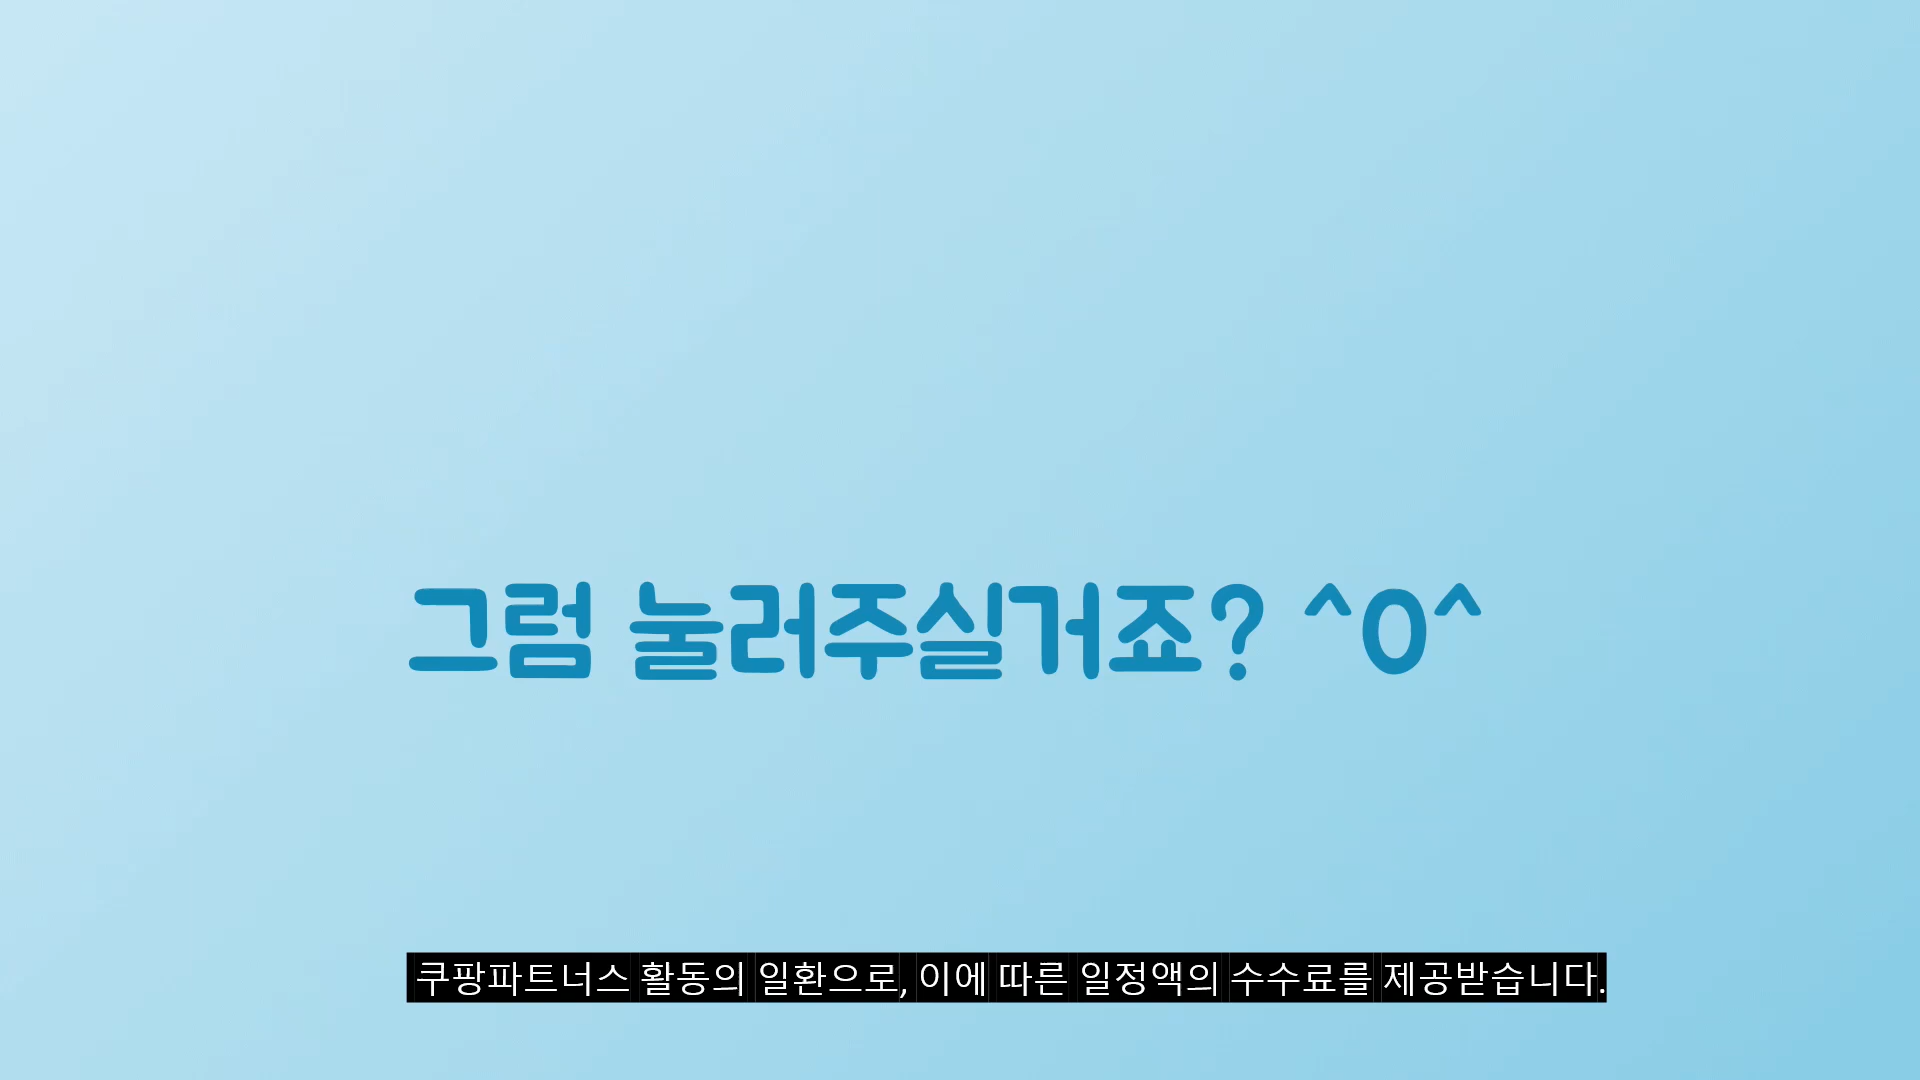 그럼 눌러주실거죠? ^0^
쿠팡파트너스 활동의 일환으로, 이에 따른 일정액의 수수료를 제공받습니다.